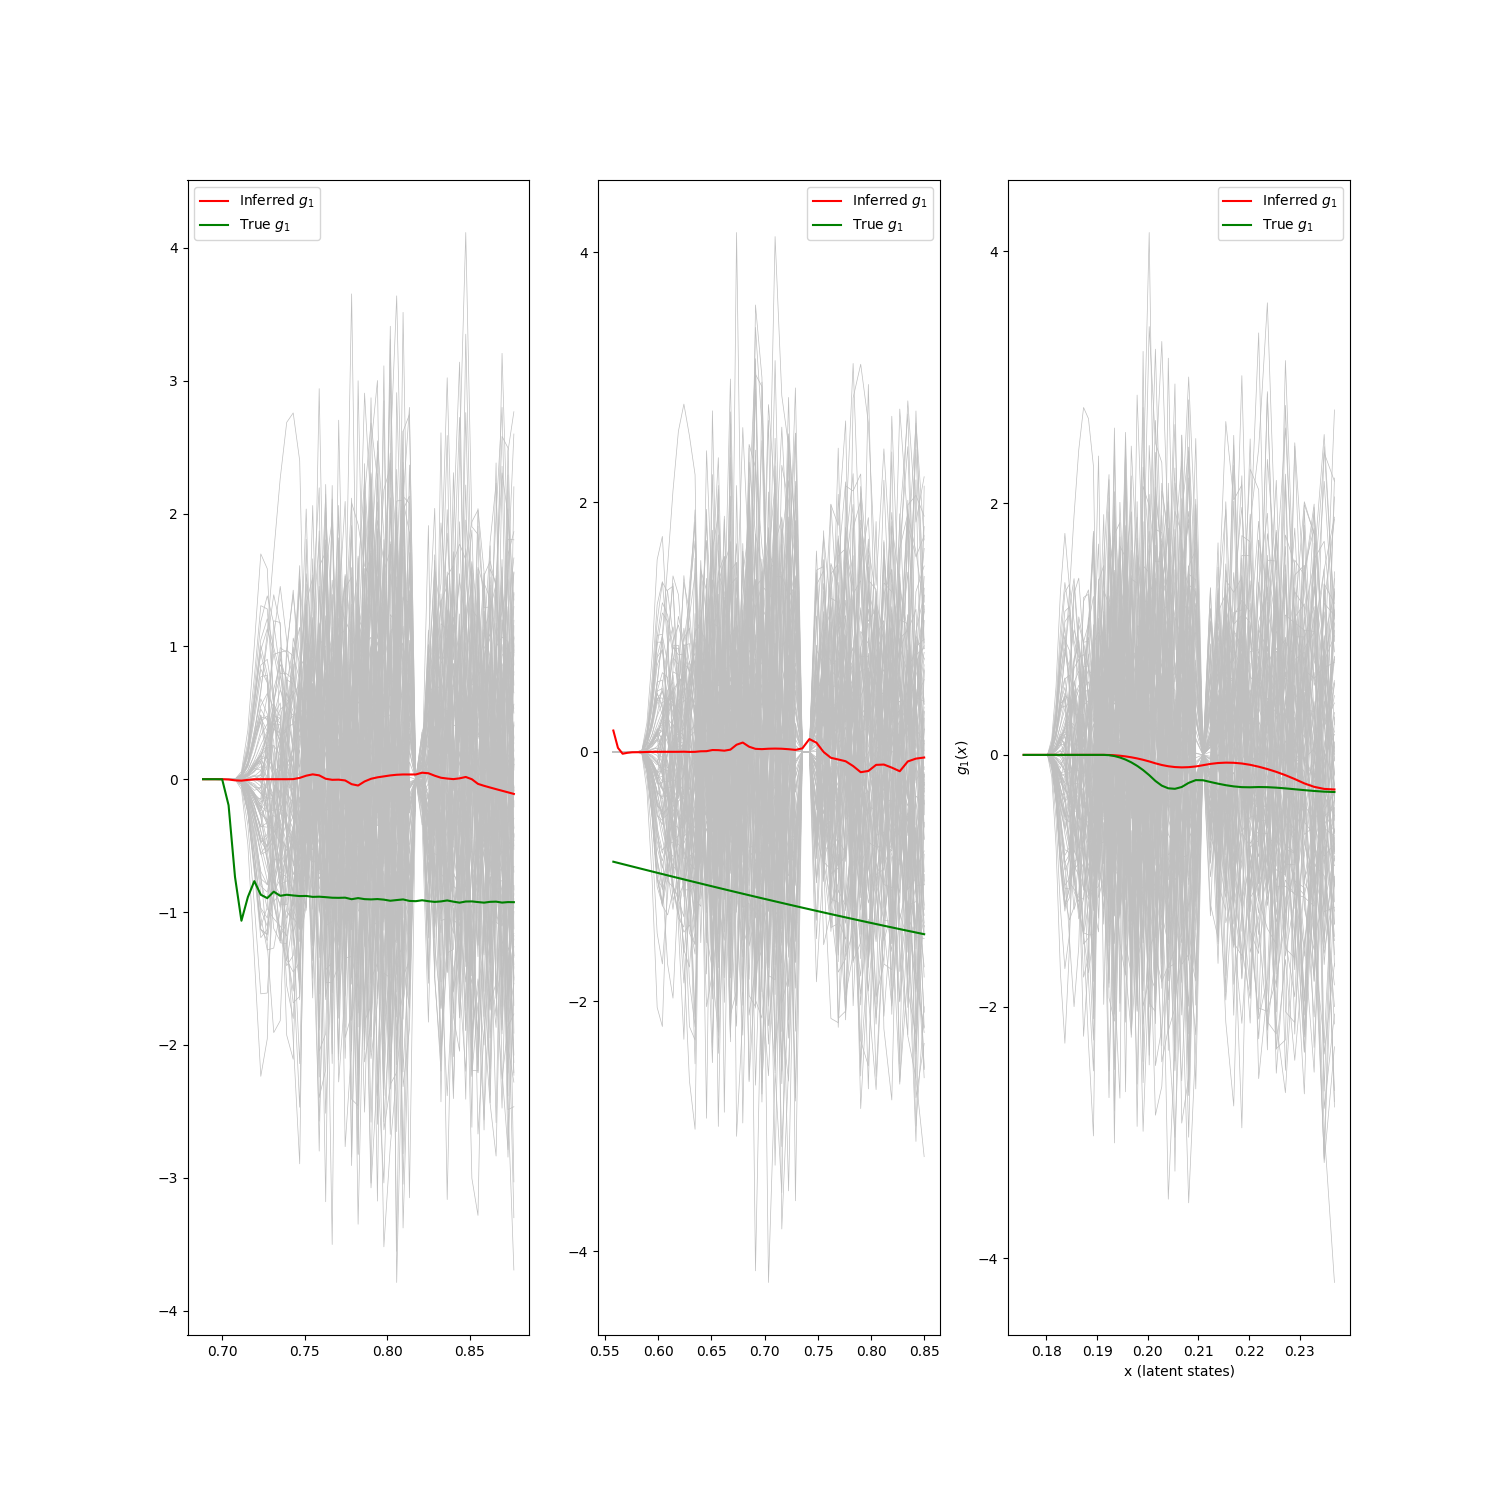 Inferred g₁
True g₁
4
3
2
1
0
−1
−2
−3
−4
0.70 0.75 0.80 0.85
Inferred g₁
True g₁
4
2
0
−2
−4
0.55 0.60 0.65 0.70 0.75 0.80 0.85
Inferred g₁
True g₁
g₁(x)
4
2
0
−2
−4
0.18 0.19 0.20 0.21 0.22 0.23
x (latent states)